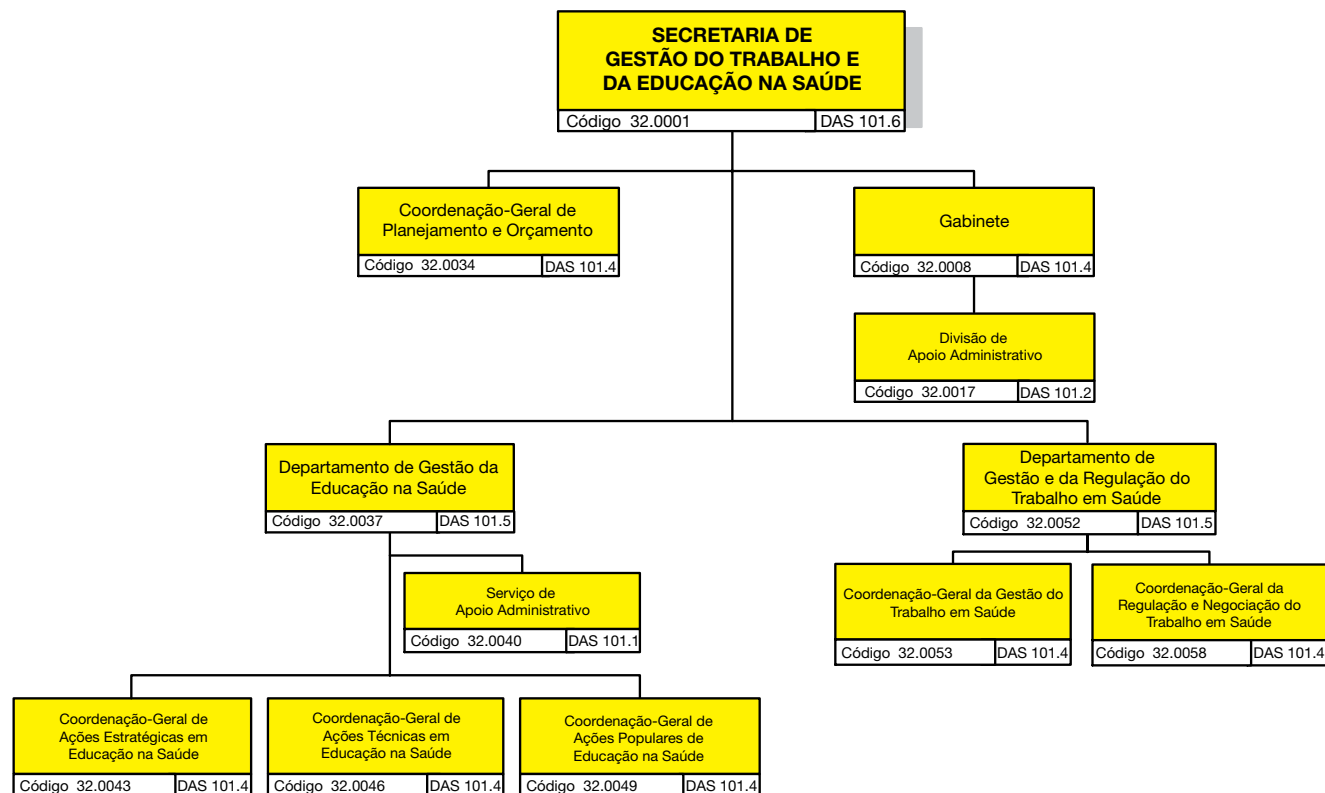 SECRETARIA DE
GESTÃO DO TRABALHO E
DA EDUCAÇÃO NA SAÚDE
Código 32.0001 DAS 101.6
Coordenação-Geral de
Planejamento e Orçamento
Código 32.0034 DAS 101.4
Gabinete
Código 32.0008 DAS 101.4
Divisão de
Apoio Administrativo
Código 32.0017 DAS 101.2
Departamento de Gestão da
Educação na Saúde
Código 32.0037 DAS 101.5
Departamento de
Gestão e da Regulação do
Trabalho em Saúde
Código 32.0052 DAS 101.5
Serviço de
Apoio Administrativo
Código 32.0040 DAS 101.1
Coordenação-Geral da Gestão do
Trabalho em Saúde
Código 32.0053 DAS 101.4
Coordenação-Geral da
Regulação e Negociação do
Trabalho em Saúde
Código 32.0058 DAS 101.4
Coordenação-Geral de
Ações Estratégicas em
Educação na Saúde
Código 32.0043 DAS 101.4
Coordenação-Geral de
Ações Técnicas em
Educação na Saúde
Código 32.0046 DAS 101.4
Coordenação-Geral de
Ações Populares de
Educação na Saúde
Código 32.0049 DAS 101.4